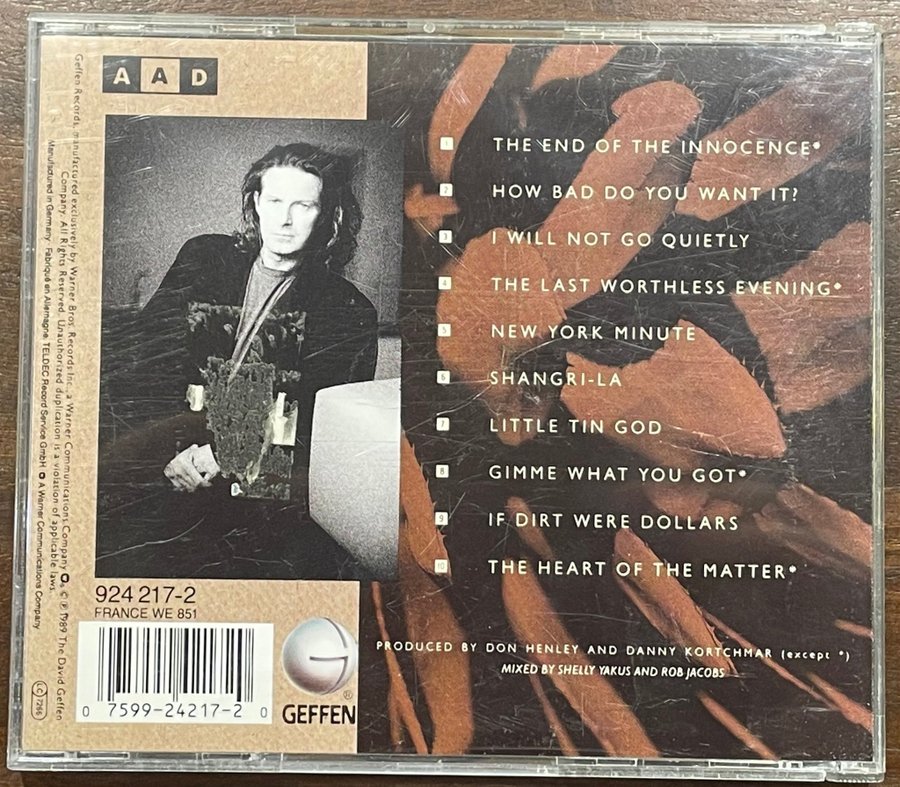 AAD
1 THE END OF THE INNOCENCE*
2 HOW BAD DO YOU WANT IT?
3 I WILL NOT GO QUIETLY
4 THE LAST WORTHLESS EVENING*
5 NEW YORK MINUTE
6 SHANGRI-LA
7 LITTLE TIN GOD
8 GIMME WHAT YOU GOT*
9 IF DIRT WERE DOLLARS
10 THE HEART OF THE MATTER*
PRODUCED BY DON HENLEY AND DANNY KORTCHMAR (except *)
MIXED BY SHELLY YAKUS AND ROB JACOBS
924 217-2
FRANCE WE 851
0 7599-24217-2 0
G
®
GEFFEN
LC 7266
Geffen Records, manufactured exclusively by Warner Bros. Records Inc., a Warner Communications Company. © ℗ 1989 The David Geffen
Company. All Rights Reserved. Unauthorized duplication is a violation of applicable laws.
Manufactured in Germany. Fabriqué en Allemagne. TELDEC Record Service GmbH. A Warner Communications Company